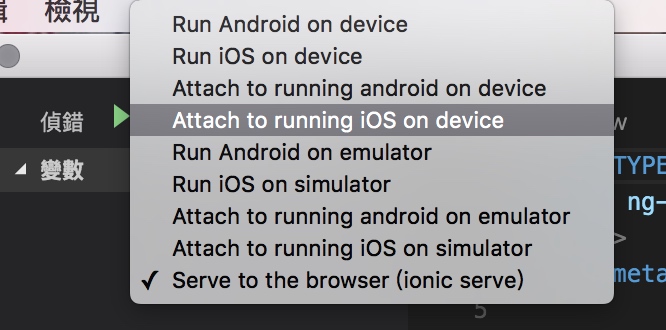 檢視
Run Android on device
Run iOS on device
Attach to running android on device
偵錯
Attach to running iOS on device
Run Android on emulator
變數
Run iOS on simulator
Attach to running android on emulator
Attach to running iOS on simulator
✓ Serve to the browser (ionic serve)
w
TYPE
ng-
>
meta
5